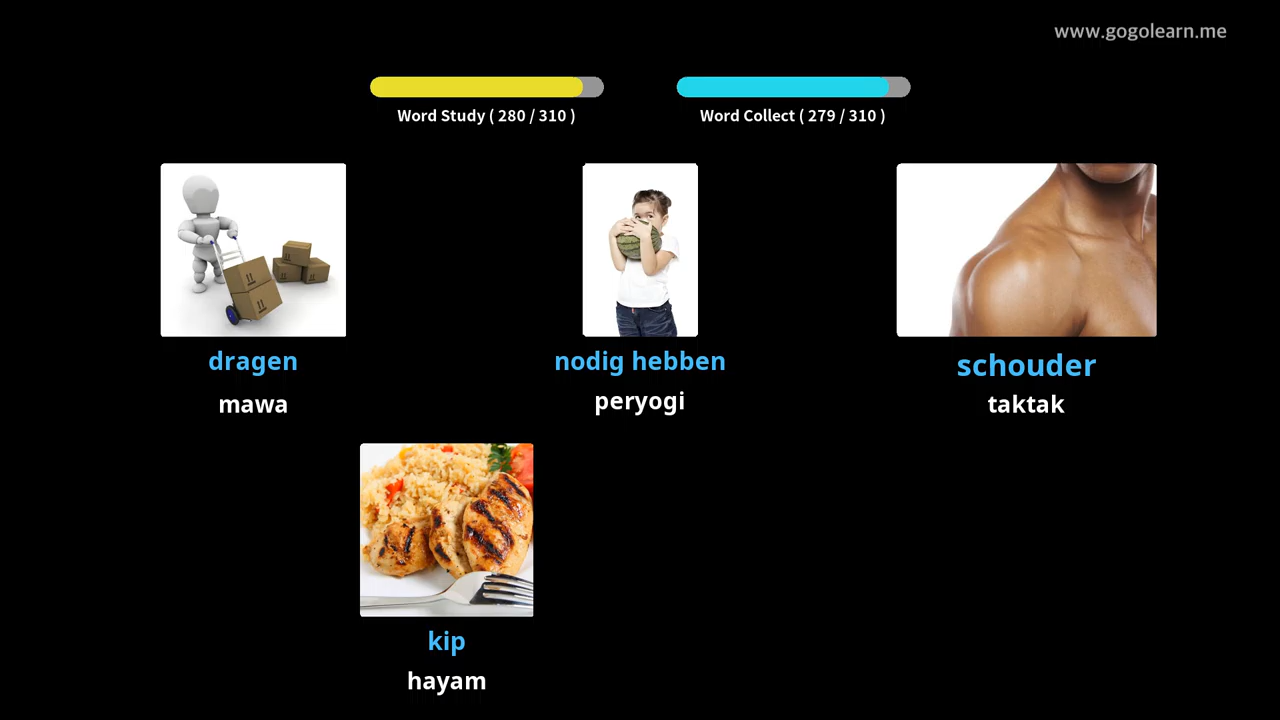 www.gogolearn.me
Word Study ( 280 / 310 )
Word Collect ( 279 / 310 )
dragen
mawa
nodig hebben
peryogi
schouder
taktak
kip
hayam